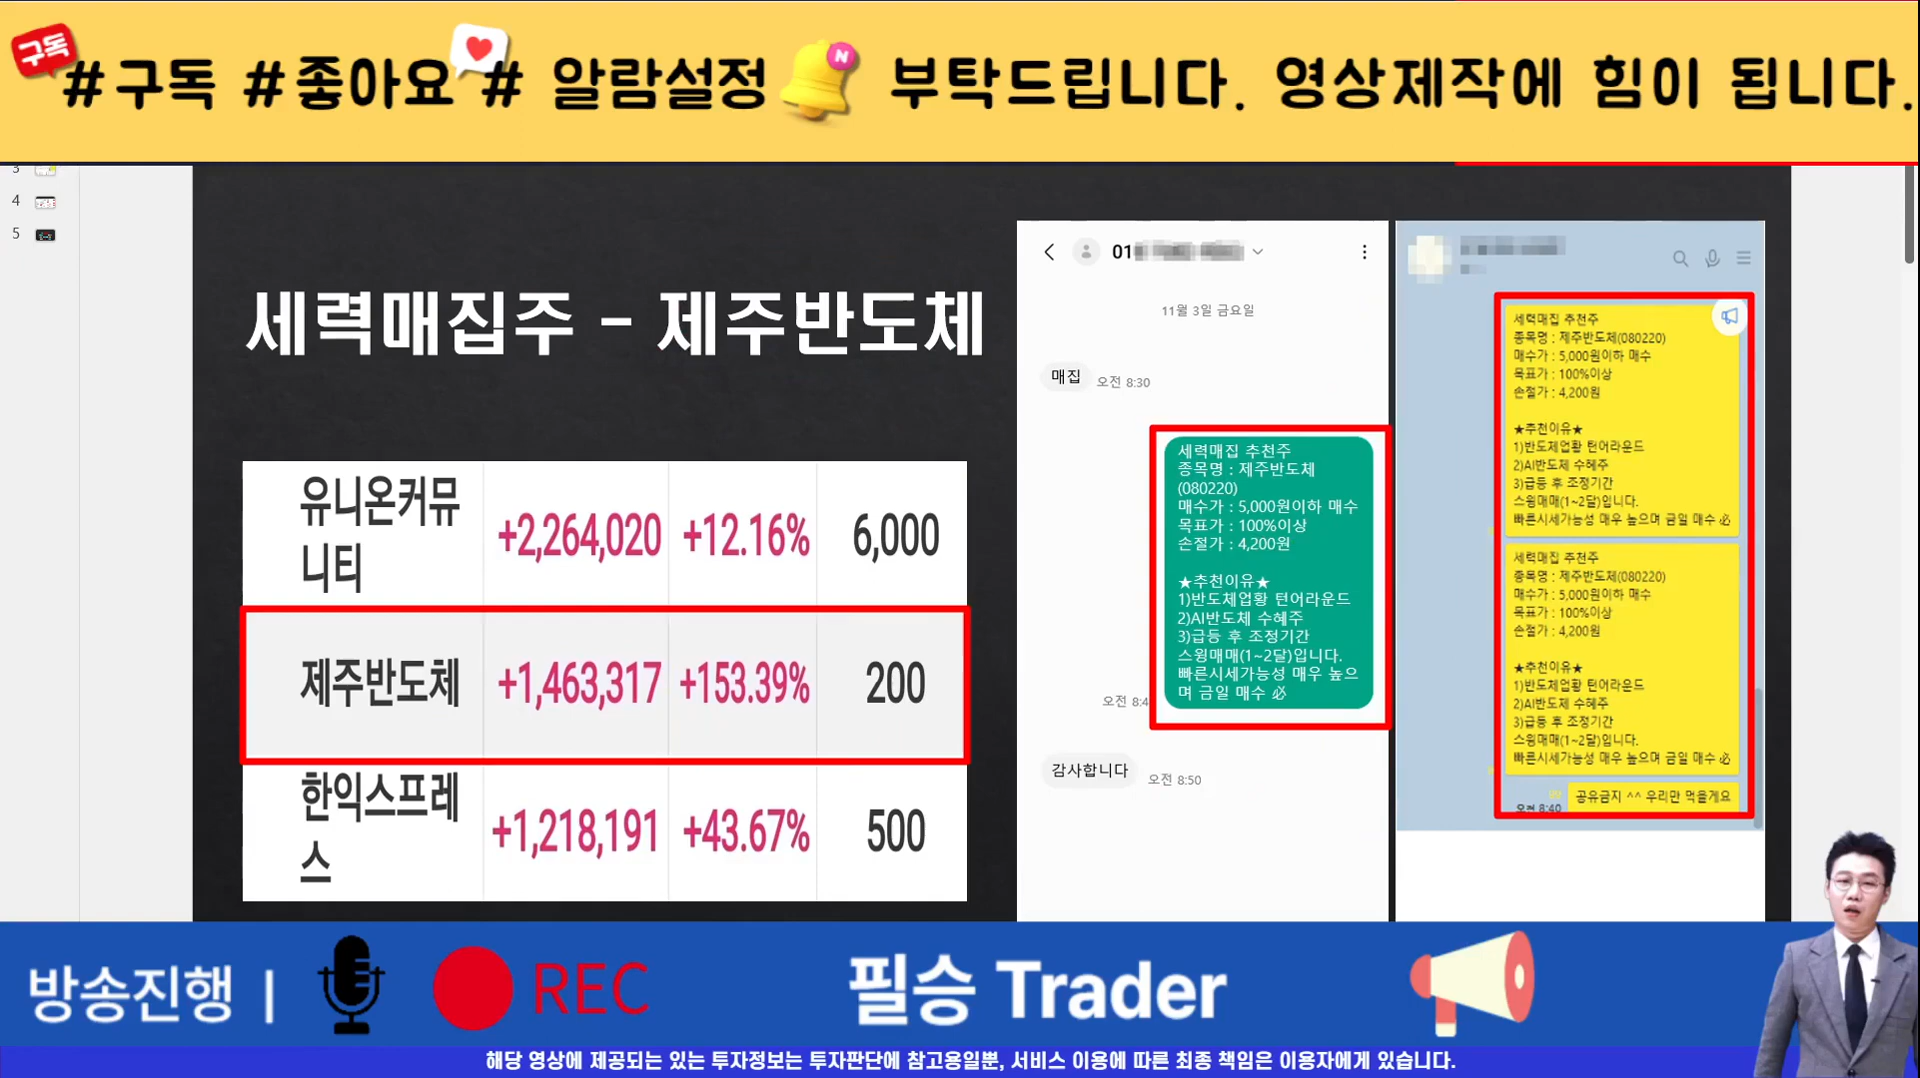 구독
#구독 #좋아요 # 알람설정 N 부탁드립니다. 영상제작에 힘이 됩니다.
3
4
5
세력매집주 - 제주반도체
유니온커뮤
니티
+2,264,020
+12.16%
6,000
제주반도체
+1,463,317
+153.39%
200
한익스프레
스
+1,218,191
+43.67%
500
01
11월 3일 금요일
매집
오전 8:30
세력매집 추천주
종목명 : 제주반도체
(080220)
매수가 : 5,000원이하 매수
목표가 : 100%이상
손절가 : 4,200원
★추천이유★
1)반도체업황 턴어라운드
2)AI반도체 수혜주
3)급등 후 조정기간
스윙매매(1~2달)입니다.
빠른시세가능성 매우 높으
며 금일 매수 必
오전 8:4
감사합니다
오전 8:50
세력매집 추천주
종목명 : 제주반도체(080220)
매수가 : 5,000원이하 매수
목표가 : 100%이상
손절가 : 4,200원
★추천이유★
1)반도체업황 턴어라운드
2)AI반도체 수혜주
3)급등 후 조정기간
스윙매매(1~2달)입니다.
빠른시세가능성 매우 높으며 금일 매수 必
세력매집 추천주
종목명 : 제주반도체(080220)
매수가 : 5,000원이하 매수
목표가 : 100%이상
손절가 : 4,200원
★추천이유★
1)반도체업황 턴어라운드
2)AI반도체 수혜주
3)급등 후 조정기간
스윙매매(1~2달)입니다.
빠른시세가능성 매우 높으며 금일 매수 必
오전 8:40
공유금지 ^^ 우리만 먹을게요
방송진행 |
REC
필승 Trader
해당 영상에 제공되는 있는 투자정보는 투자판단에 참고용일뿐, 서비스 이용에 따른 최종 책임은 이용자에게 있습니다.